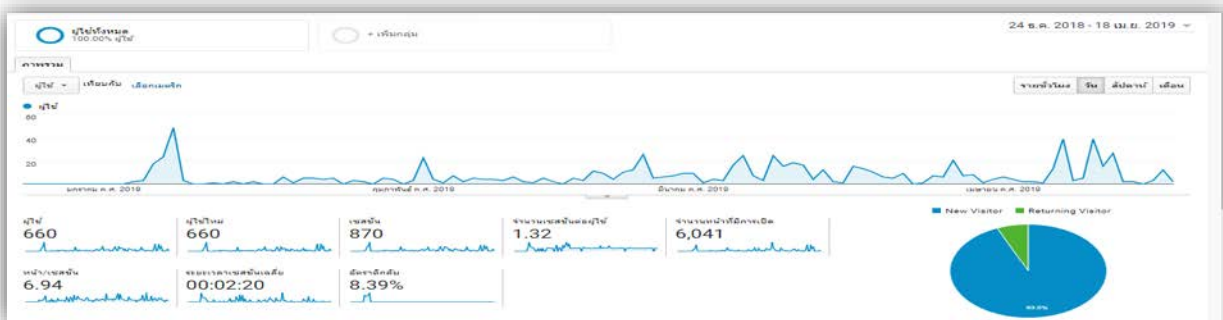 ผู้ใช้ทั้งหมด
100.00% ผู้ใช้
+ เพิ่มกลุ่ม
24 ธ.ค. 2018 - 18 เม.ย. 2019
ภาพรวม
ผู้ใช้ เทียบกับ เลือกเมตริก
รายชั่วโมง วัน สัปดาห์ เดือน
ผู้ใช้
60
40
20
มกราคม ค.ศ. 2019 กุมภาพันธ์ ค.ศ. 2019 มีนาคม ค.ศ. 2019 เมษายน ค.ศ. 2019
New Visitor Returning Visitor
ผู้ใช้ ผู้ใช้ใหม่ เซสชัน จำนวนเซสชันต่อผู้ใช้ จำนวนหน้าที่มีการเปิด
660 660 870 1.32 6,041
หน้า/เซสชัน ระยะเวลาเซสชันเฉลี่ย อัตราตีกลับ
6.94 00:02:20 8.39%